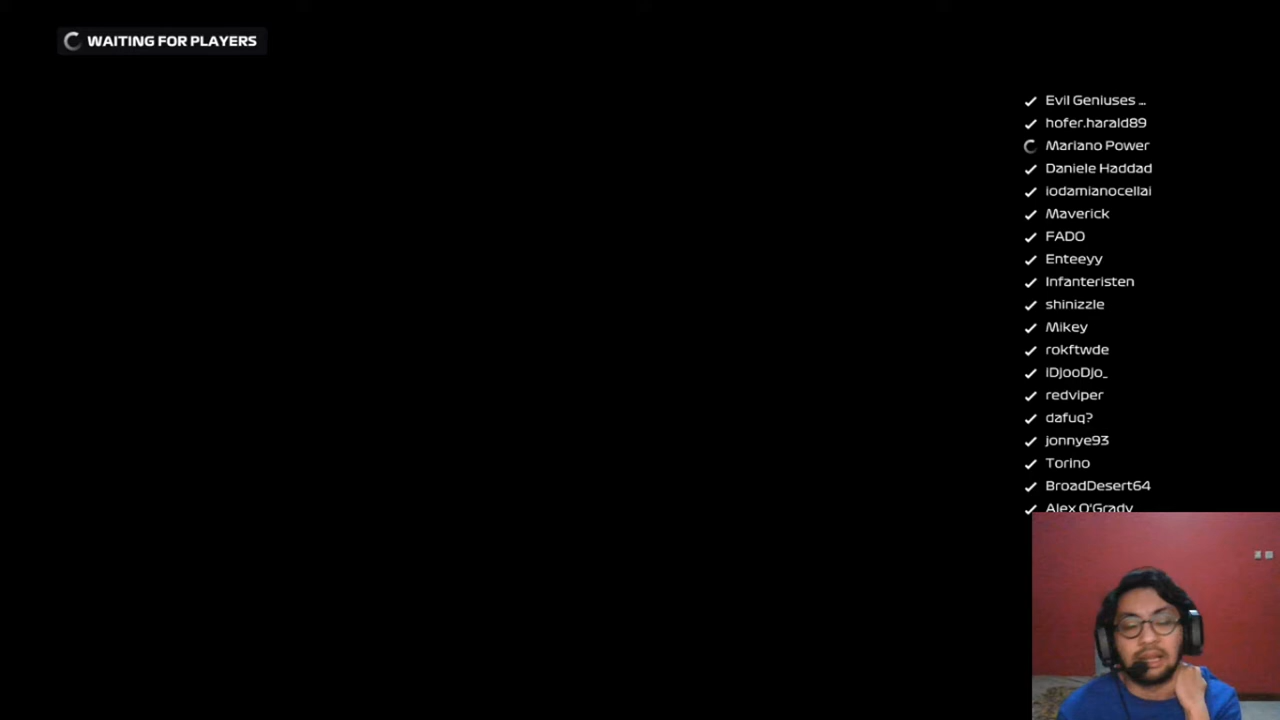 WAITING FOR PLAYERS
Evil Geniuses ...
hofer.harald89
Mariano Power
Daniele Haddad
iodamianocellai
Maverick
FADO
Enteeyy
Infanteristen
shinizzle
Mikey
rokftwde
iDjooDjo_
redviper
dafuq?
jonnye93
Torino
BroadDesert64
Alex O'Grady